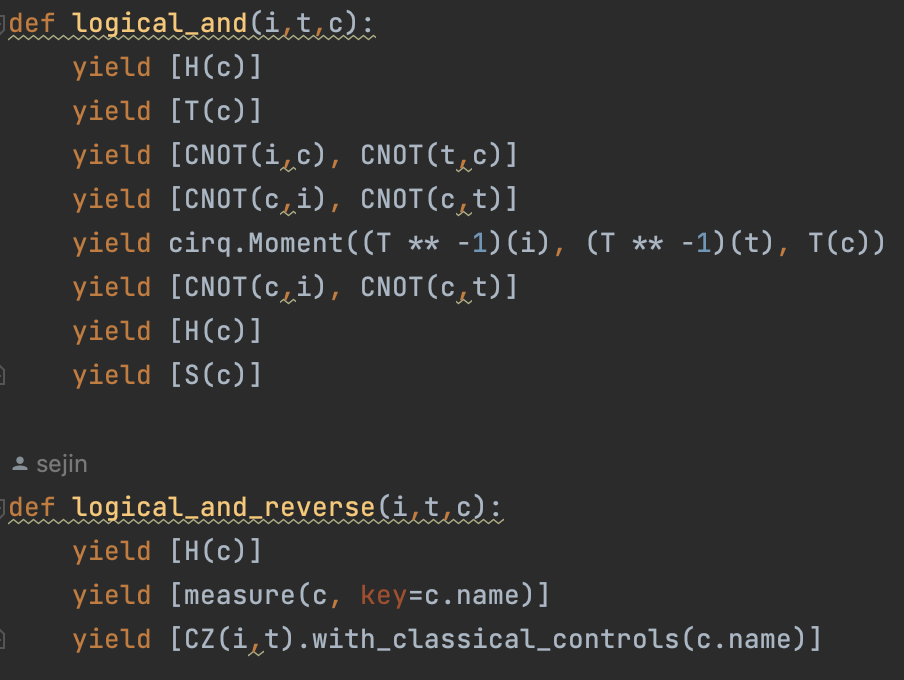 def logical_and(i,t,c):
    yield [H(c)]
    yield [T(c)]
    yield [CNOT(i,c), CNOT(t,c)]
    yield [CNOT(c,i), CNOT(c,t)]
    yield cirq.Moment((T ** -1)(i), (T ** -1)(t), T(c))
    yield [CNOT(c,i), CNOT(c,t)]
    yield [H(c)]
    yield [S(c)]
sejin
def logical_and_reverse(i,t,c):
    yield [H(c)]
    yield [measure(c, key=c.name)]
    yield [CZ(i,t).with_classical_controls(c.name)]